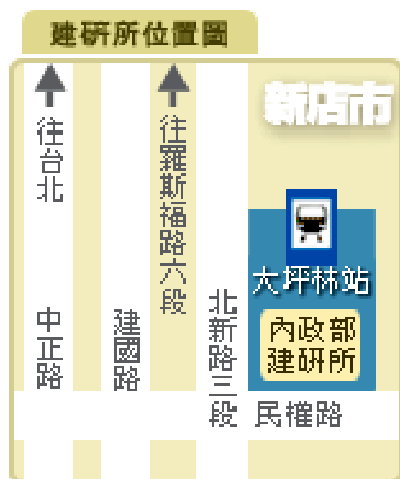 建研所位置圖
新店市
往台北
往羅斯福路六段
大坪林站
內政部
建研所
中正路
建國路
北新路三段
民權路